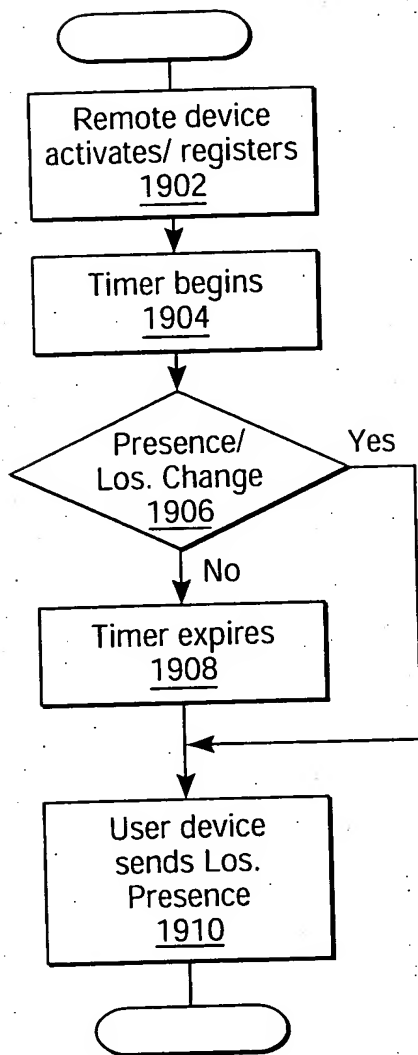 Remote device
activates/ registers
1902
Timer begins
1904
Presence/
Los. Change
1906
Yes
No
Timer expires
1908
User device
sends Los.
Presence
1910